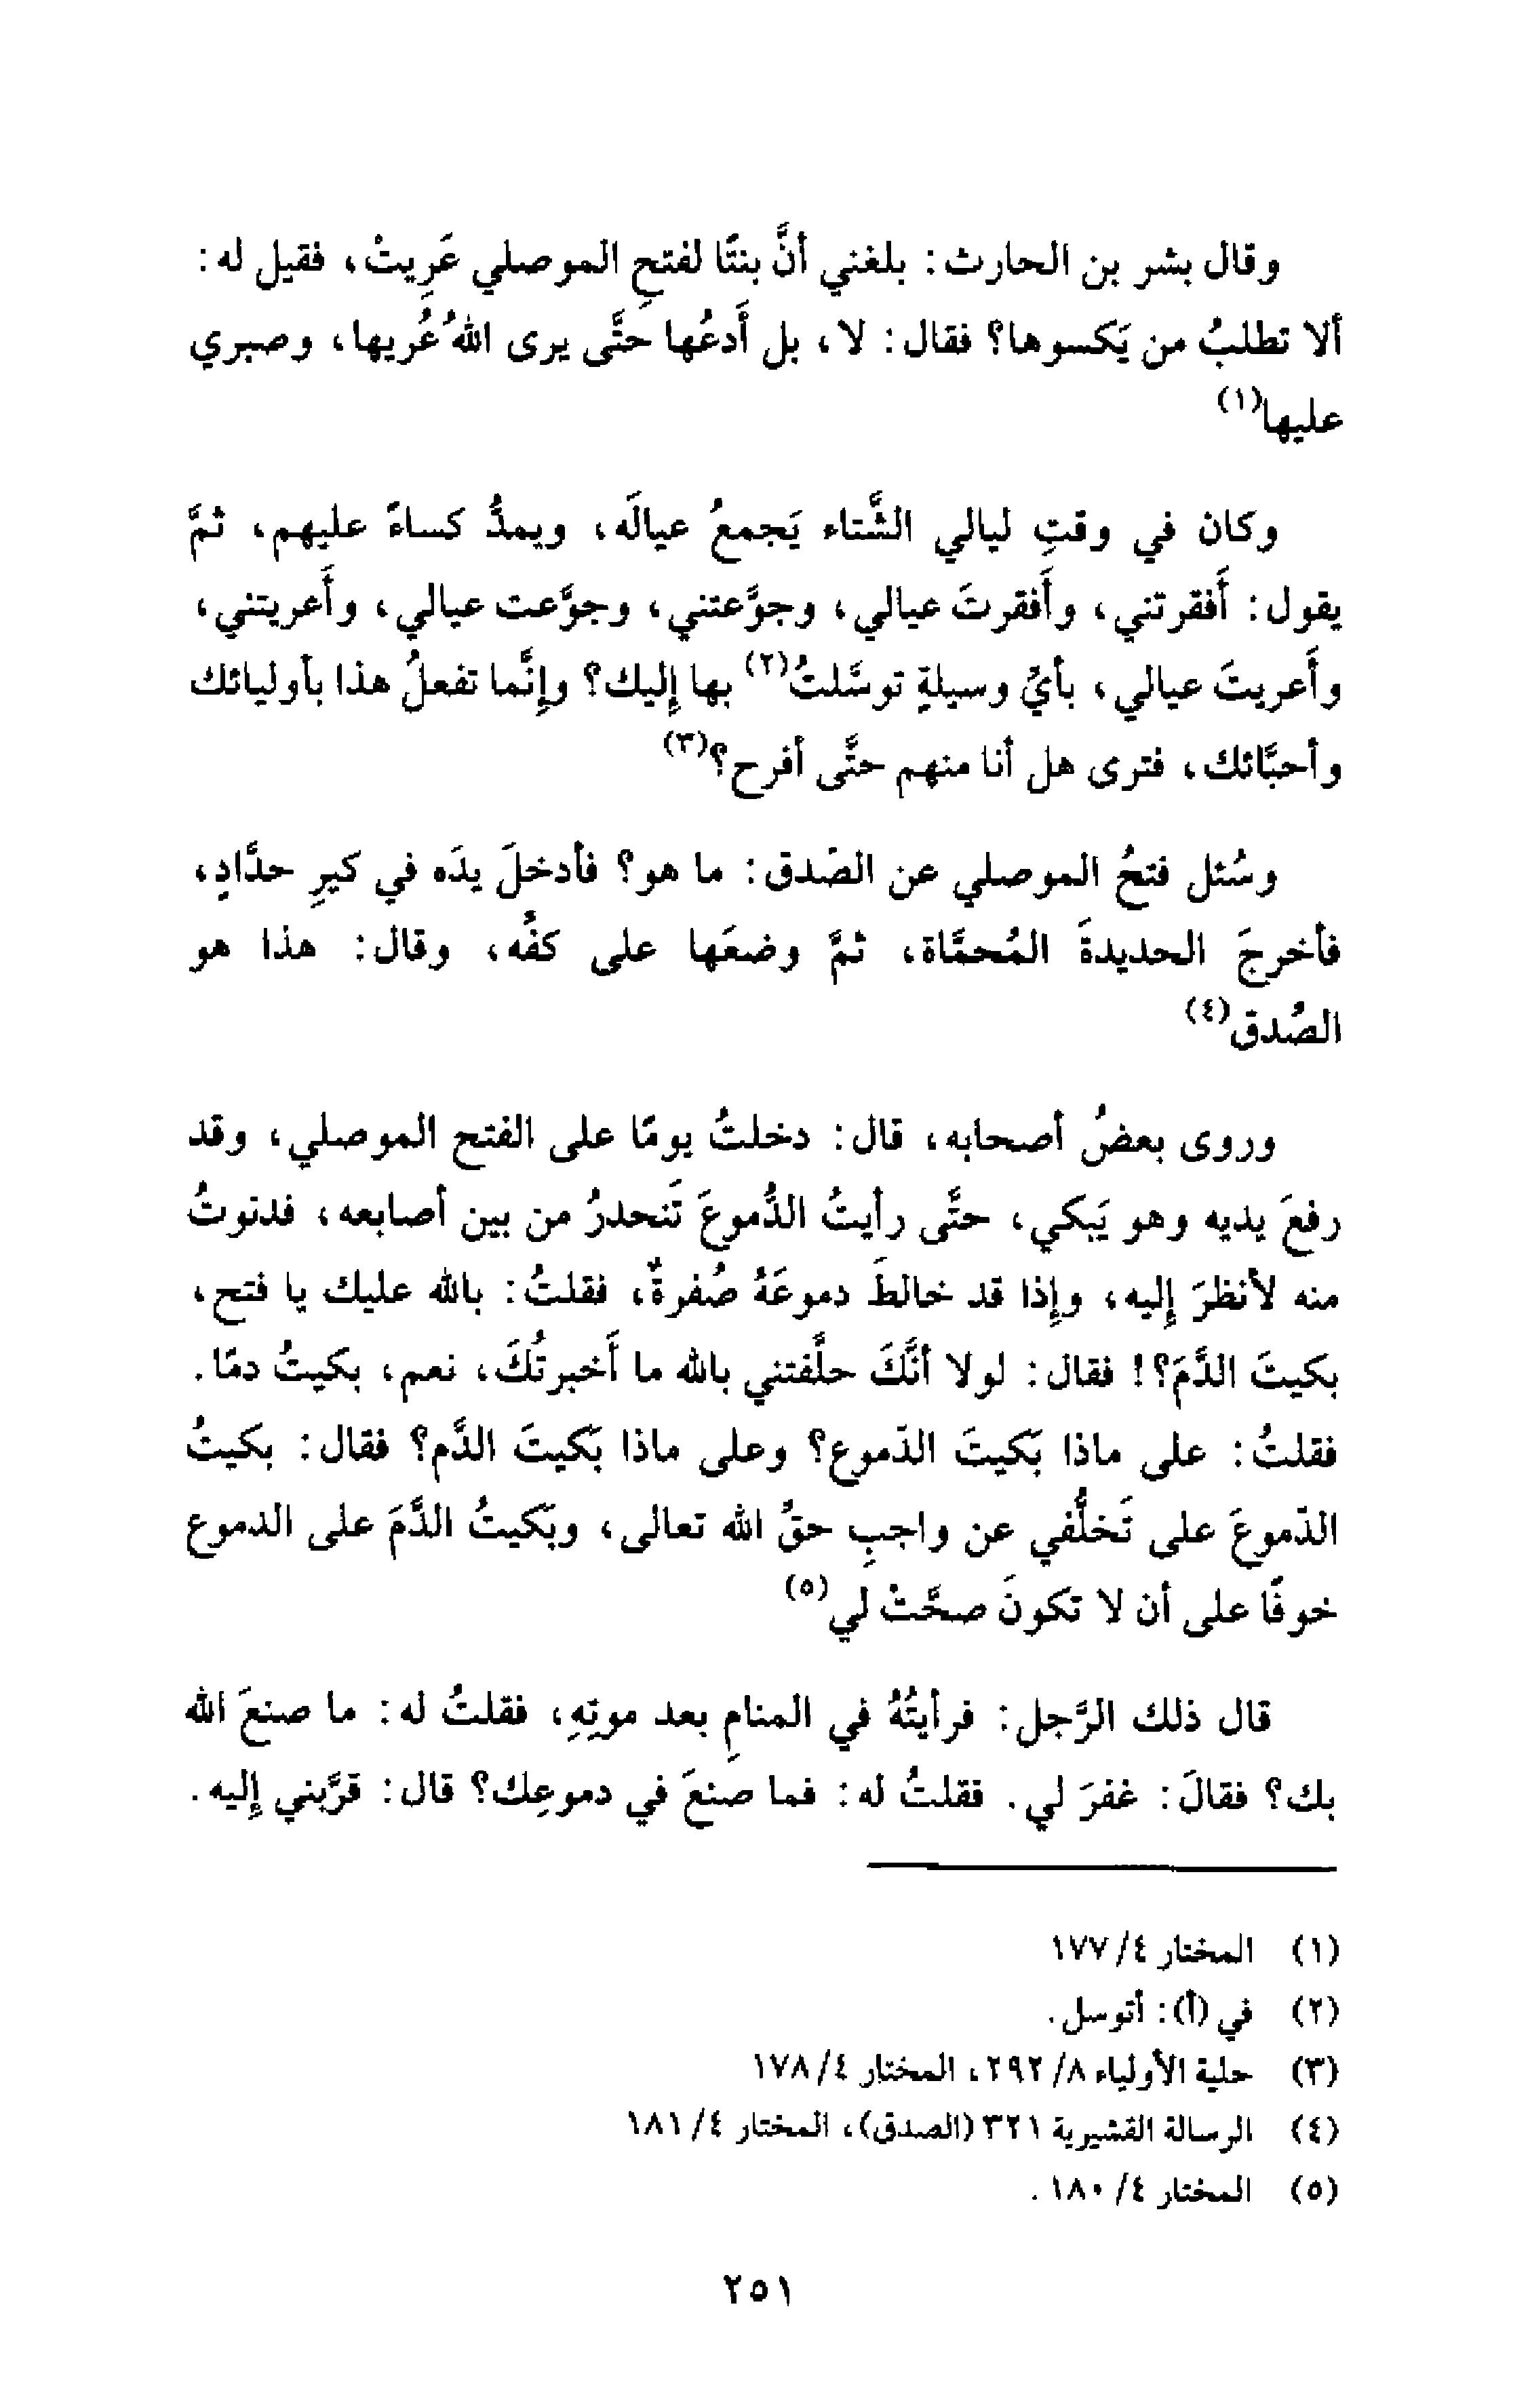 وقال بشر بن الحارث: بلغني أنَّ بنتًا لفتحِ الموصلي عَرِيتْ، فقيل له:
ألا تطلبُ من يَكسوها؟ فقال: لا، بل أَدعُها حتَّى يرى اللهُ عُريها، وصبري
عليها(١)
وكان في وقتِ ليالي الشَّتاء يَجمعُ عيالَه، ويمدُّ كساءً عليهم، ثمَّ
يقول: أَفقرتني، وأَفقرتَ عيالي، وجوَّعتني، وجوَّعت عيالي، وأَعريتني،
وأَعريتَ عيالي، بأيِّ وسيلةٍ توسَّلتُ(٢) بها إليك؟ وإنَّما تفعلُ هذا بأوليائك
وأحبَّائك، فترى هل أنا منهم حتَّى أفرح؟(٣)
وسُئل فتحُ الموصلي عن الصّدق: ما هو؟ فأدخلَ يدَه في كيرِ حدَّادٍ،
فأخرجَ الحديدةَ المُحمَّاة، ثمَّ وضعَها على كفِّه، وقال: هذا هو
الصِّدق(٤)
وروى بعضُ أصحابه، قال: دخلتُ يومًا على الفتح الموصلي، وقد
رفعَ يديه وهو يَبكي، حتَّى رأيتُ الدُّموعَ تَنحدرُ من بين أصابعه، فدنوتُ
منه لأنظرَ إليه، وإذا قد خالطَ دموعَهُ صُفرةٌ، فقلتُ: بالله عليك يا فتح،
بكيتَ الدَّمَ؟! فقال: لولا أنَّكَ حلَّفتني بالله ما أَخبرتُكَ، نعم، بكيتُ دمًا.
فقلتُ: على ماذا بَكيتَ الدّموع؟ وعلى ماذا بَكيتَ الدَّم؟ فقال: بكيتُ
الدّموعَ على تَخلُّفي عن واجبِ حقِّ الله تعالى، وبَكيتُ الدَّمَ على الدموع
خوفًا على أن لا تكونَ صحَّتْ لي(٥)
قال ذلك الرَّجل: فرأيتُهُ في المنامِ بعد موتِهِ، فقلتُ له: ما صنعَ الله
بك؟ فقالَ: غفرَ لي. فقلتُ له: فما صنعَ في دموعِك؟ قال: قرَّبني إليه.
(١) المختار ٤/ ١٧٧
(٢) في (أ): أتوسل.
(٣) حلية الأولياء ٨/ ٢٩٢، المختار ٤/ ١٧٨
(٤) الرسالة القشيرية ٣٢١ (الصدق)، المختار ٤/ ١٨١
(٥) المختار ٤/ ١٨٠.
٢٥١